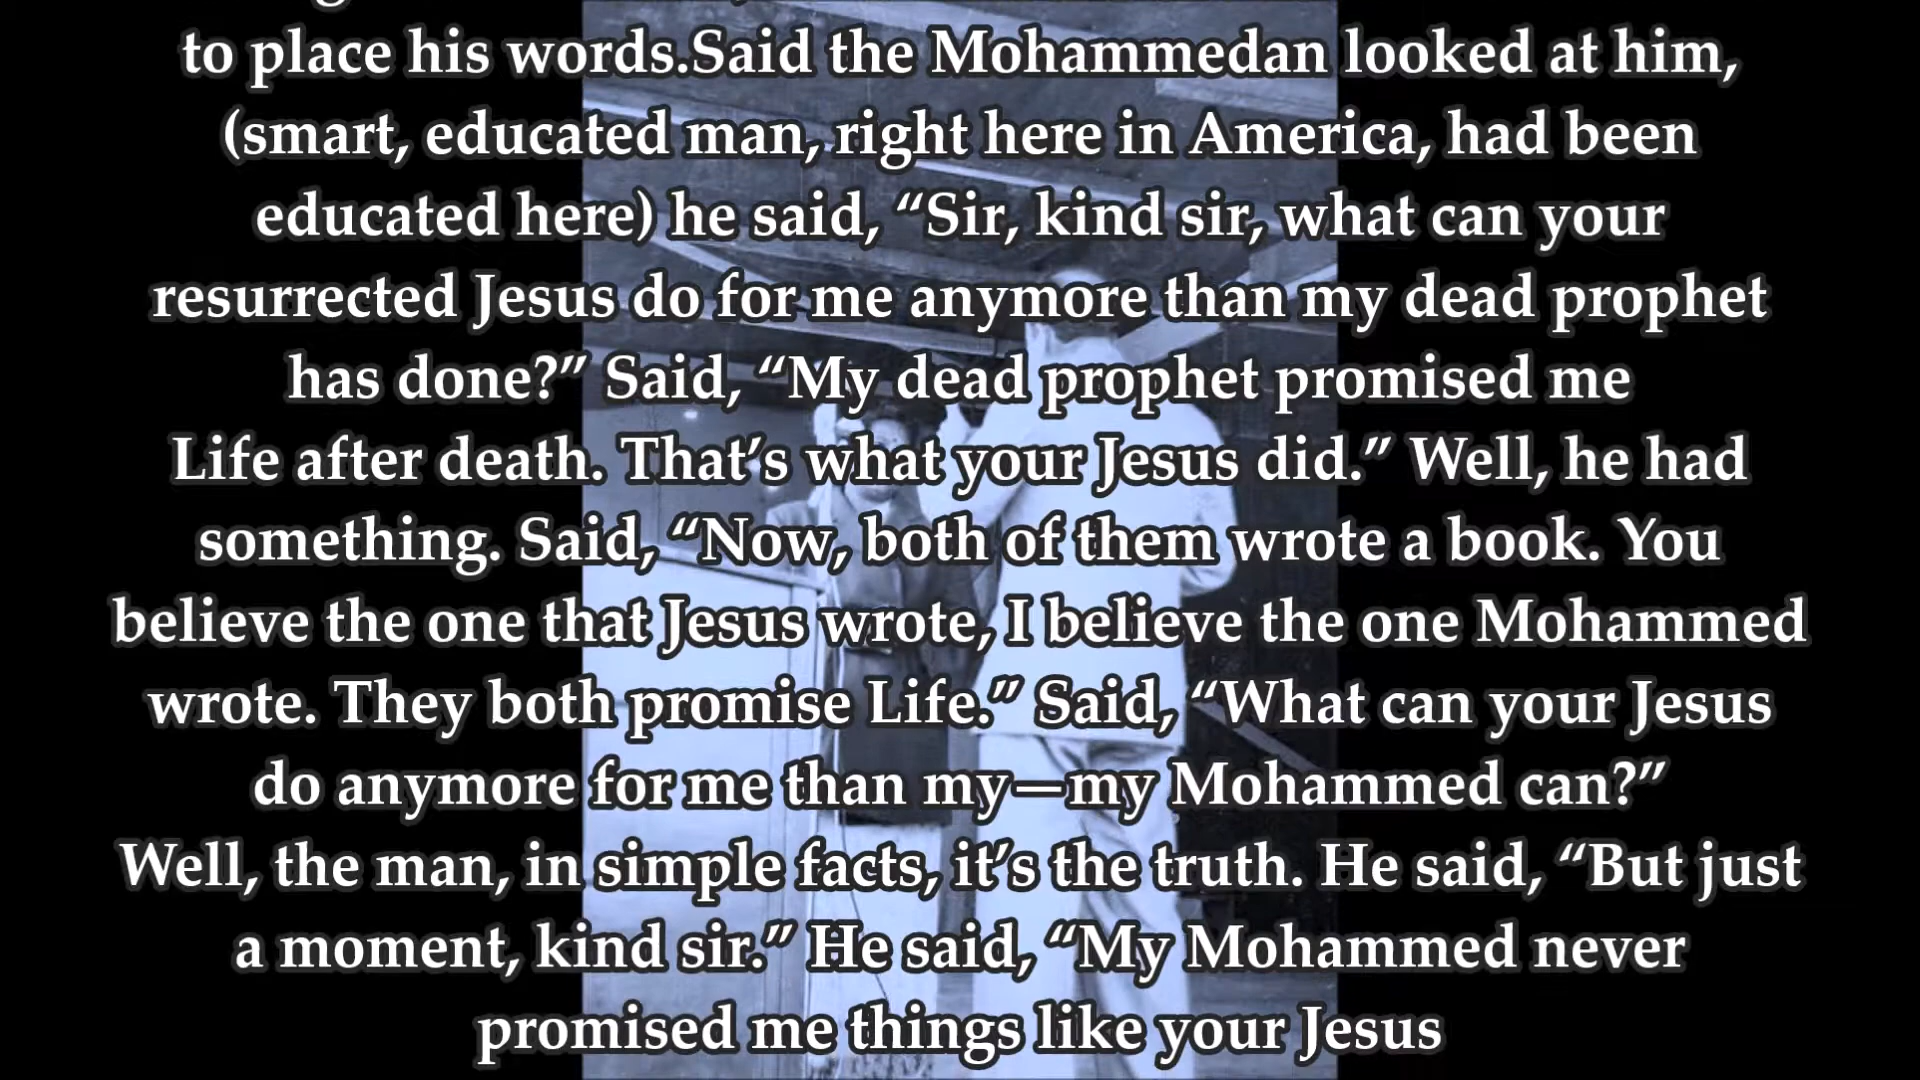 to place his words.Said the Mohammedan looked at him,
(smart, educated man, right here in America, had been
educated here) he said, “Sir, kind sir, what can your
resurrected Jesus do for me anymore than my dead prophet
has done?” Said, “My dead prophet promised me
Life after death. That’s what your Jesus did.” Well, he had
something. Said, “Now, both of them wrote a book. You
believe the one that Jesus wrote, I believe the one Mohammed
wrote. They both promise Life.” Said, “What can your Jesus
do anymore for me than my—my Mohammed can?”
Well, the man, in simple facts, it’s the truth. He said, “But just
a moment, kind sir.” He said, “My Mohammed never
promised me things like your Jesus